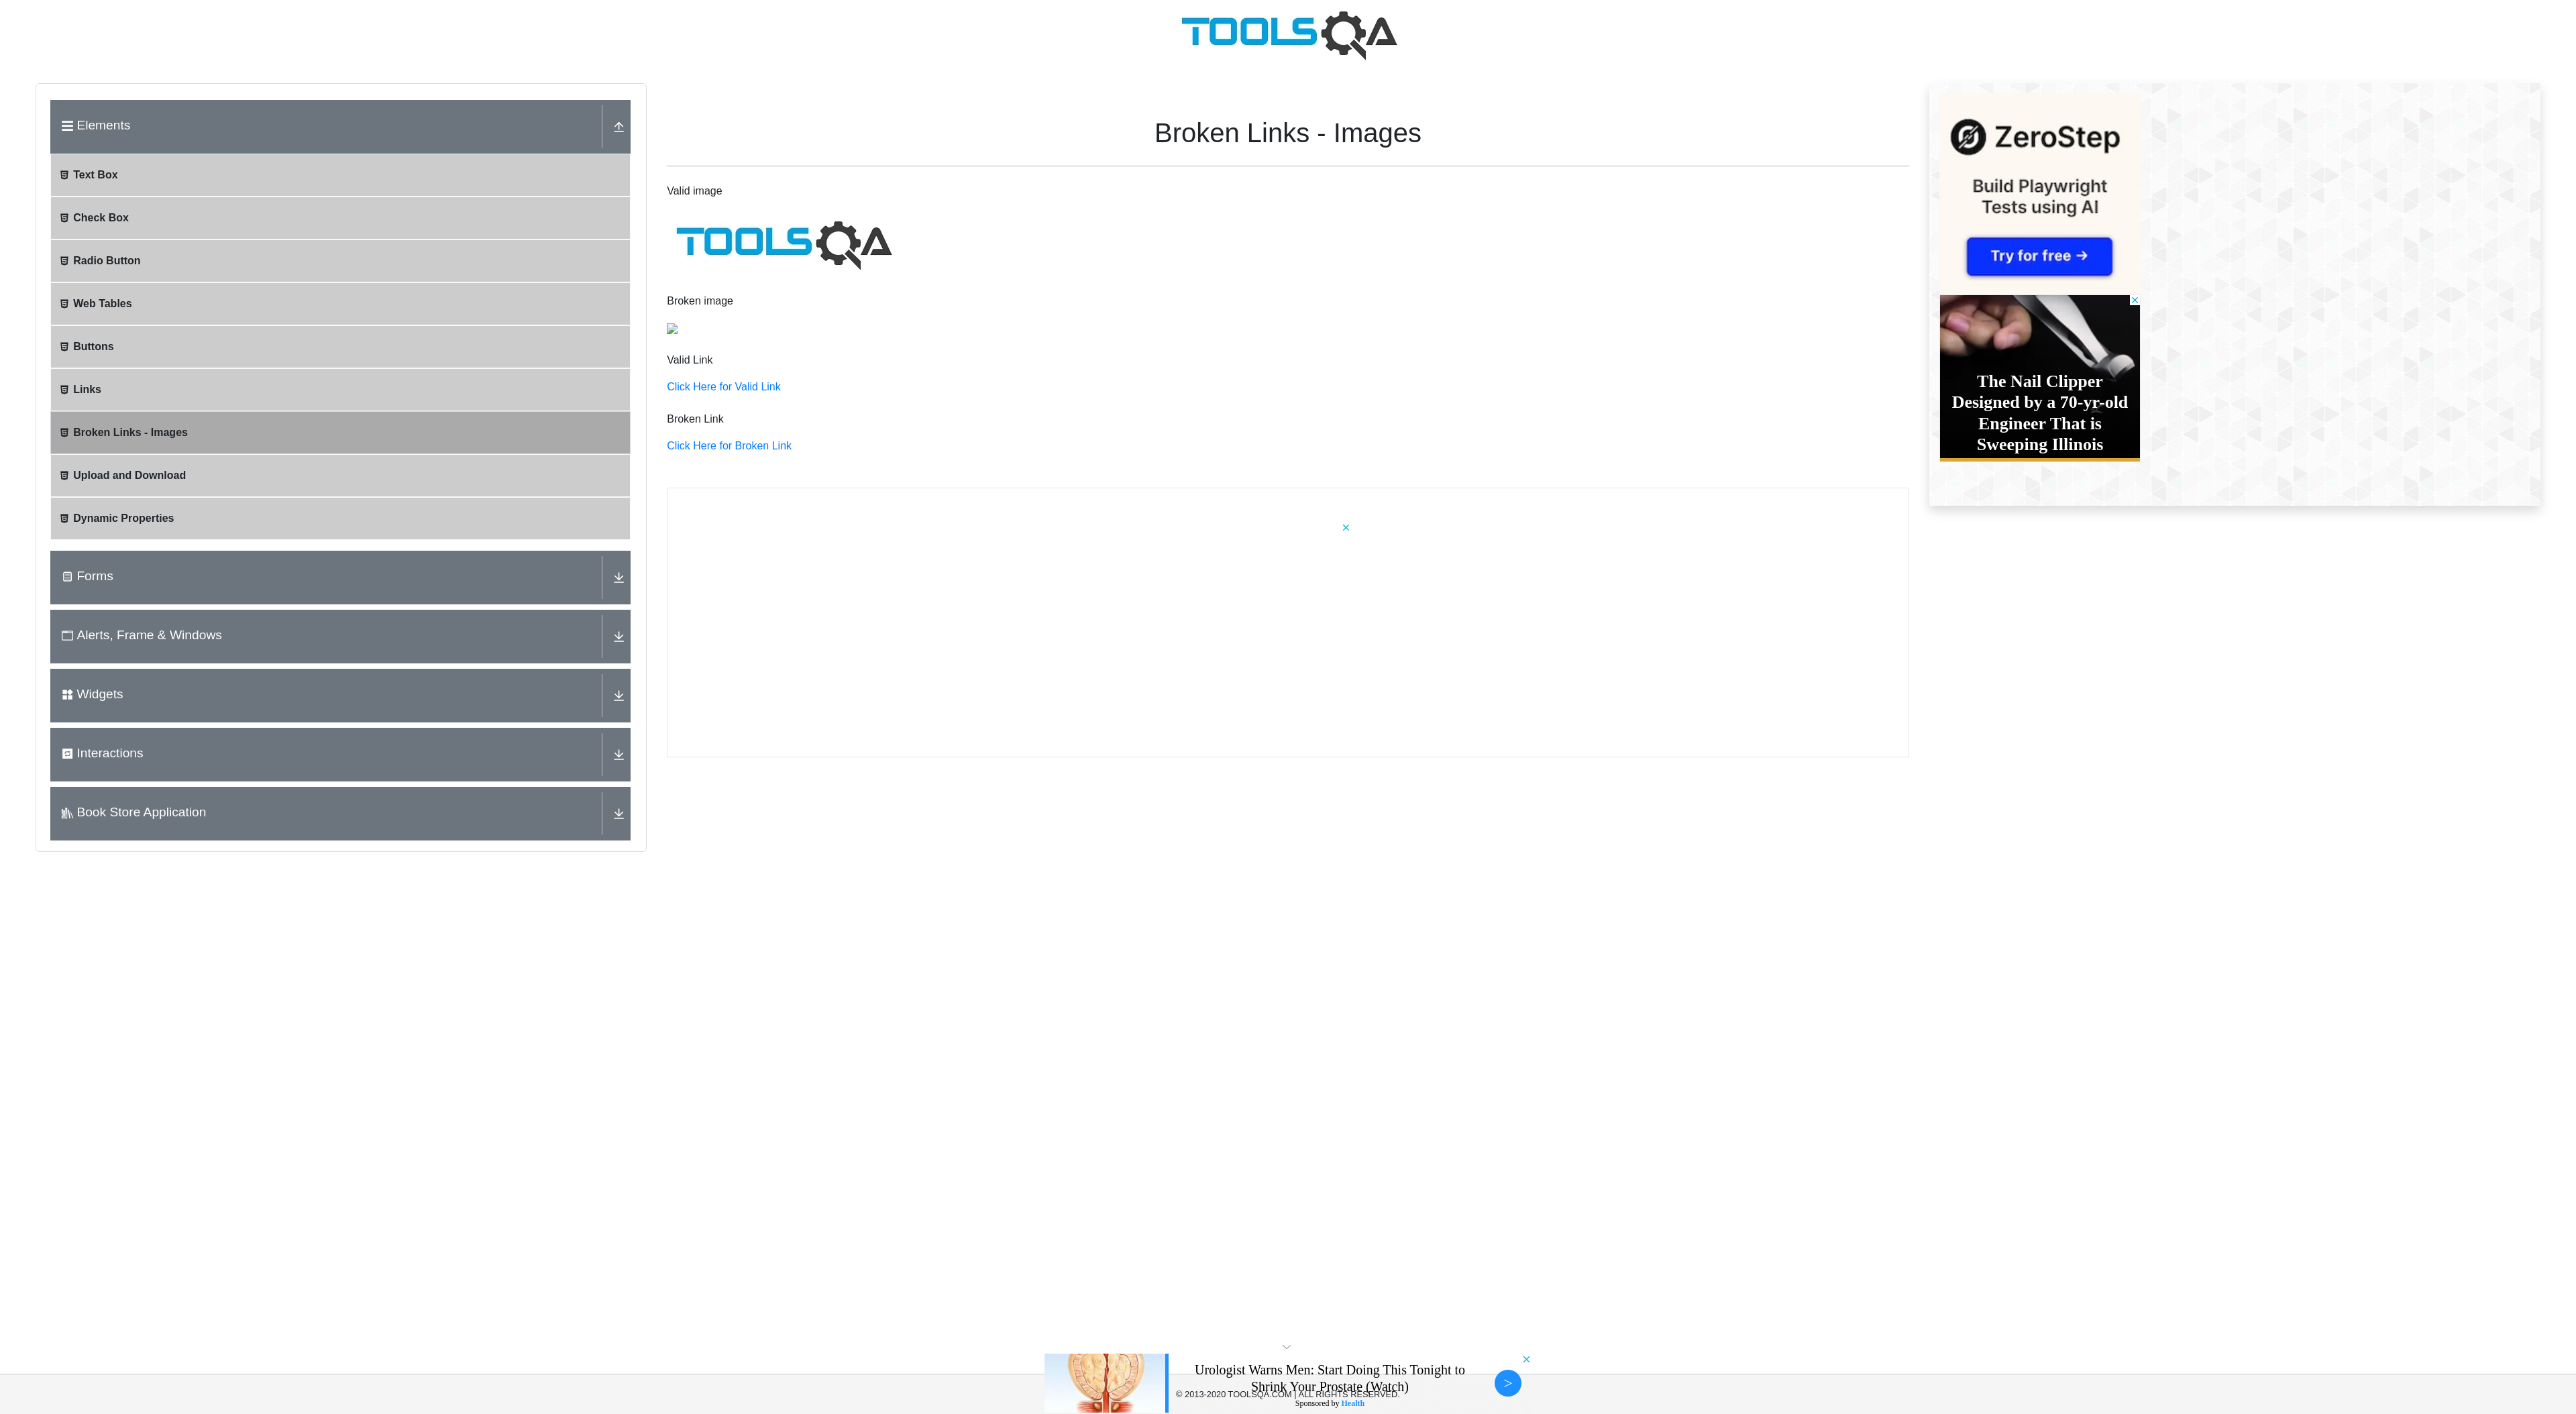 TOOLSQA
Elements
Text Box
Check Box
Radio Button
Web Tables
Buttons
Links
Broken Links - Images
Upload and Download
Dynamic Properties
Forms
Alerts, Frame & Windows
Widgets
Interactions
Book Store Application
Broken Links - Images
Valid image
TOOLSQA
Broken image
Valid Link
Click Here for Valid Link
Broken Link
Click Here for Broken Link
ZeroStep
Build Playwright
Tests using AI
Try for free →
The Nail Clipper
Designed by a 70-yr-old
Engineer That is
Sweeping Illinois
Urologist Warns Men: Start Doing This Tonight to
Shrink Your Prostate (Watch)
© 2013-2020 TOOLSQA.COM | ALL RIGHTS RESERVED.
Sponsored by Health